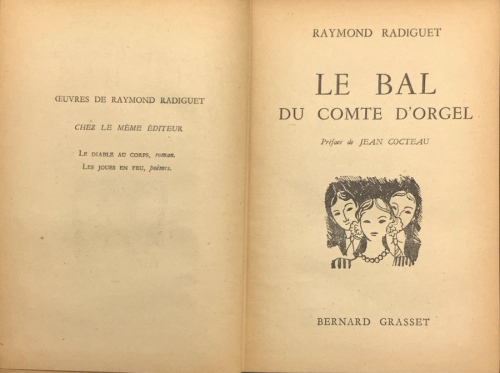 ŒUVRES DE RAYMOND RADIGUET
CHEZ LE MÊME ÉDITEUR
LE DIABLE AU CORPS, roman.
LES JOUES EN FEU, poèmes.
RAYMOND RADIGUET
LE BAL
DU COMTE D'ORGEL
Préface de JEAN COCTEAU
BERNARD GRASSET